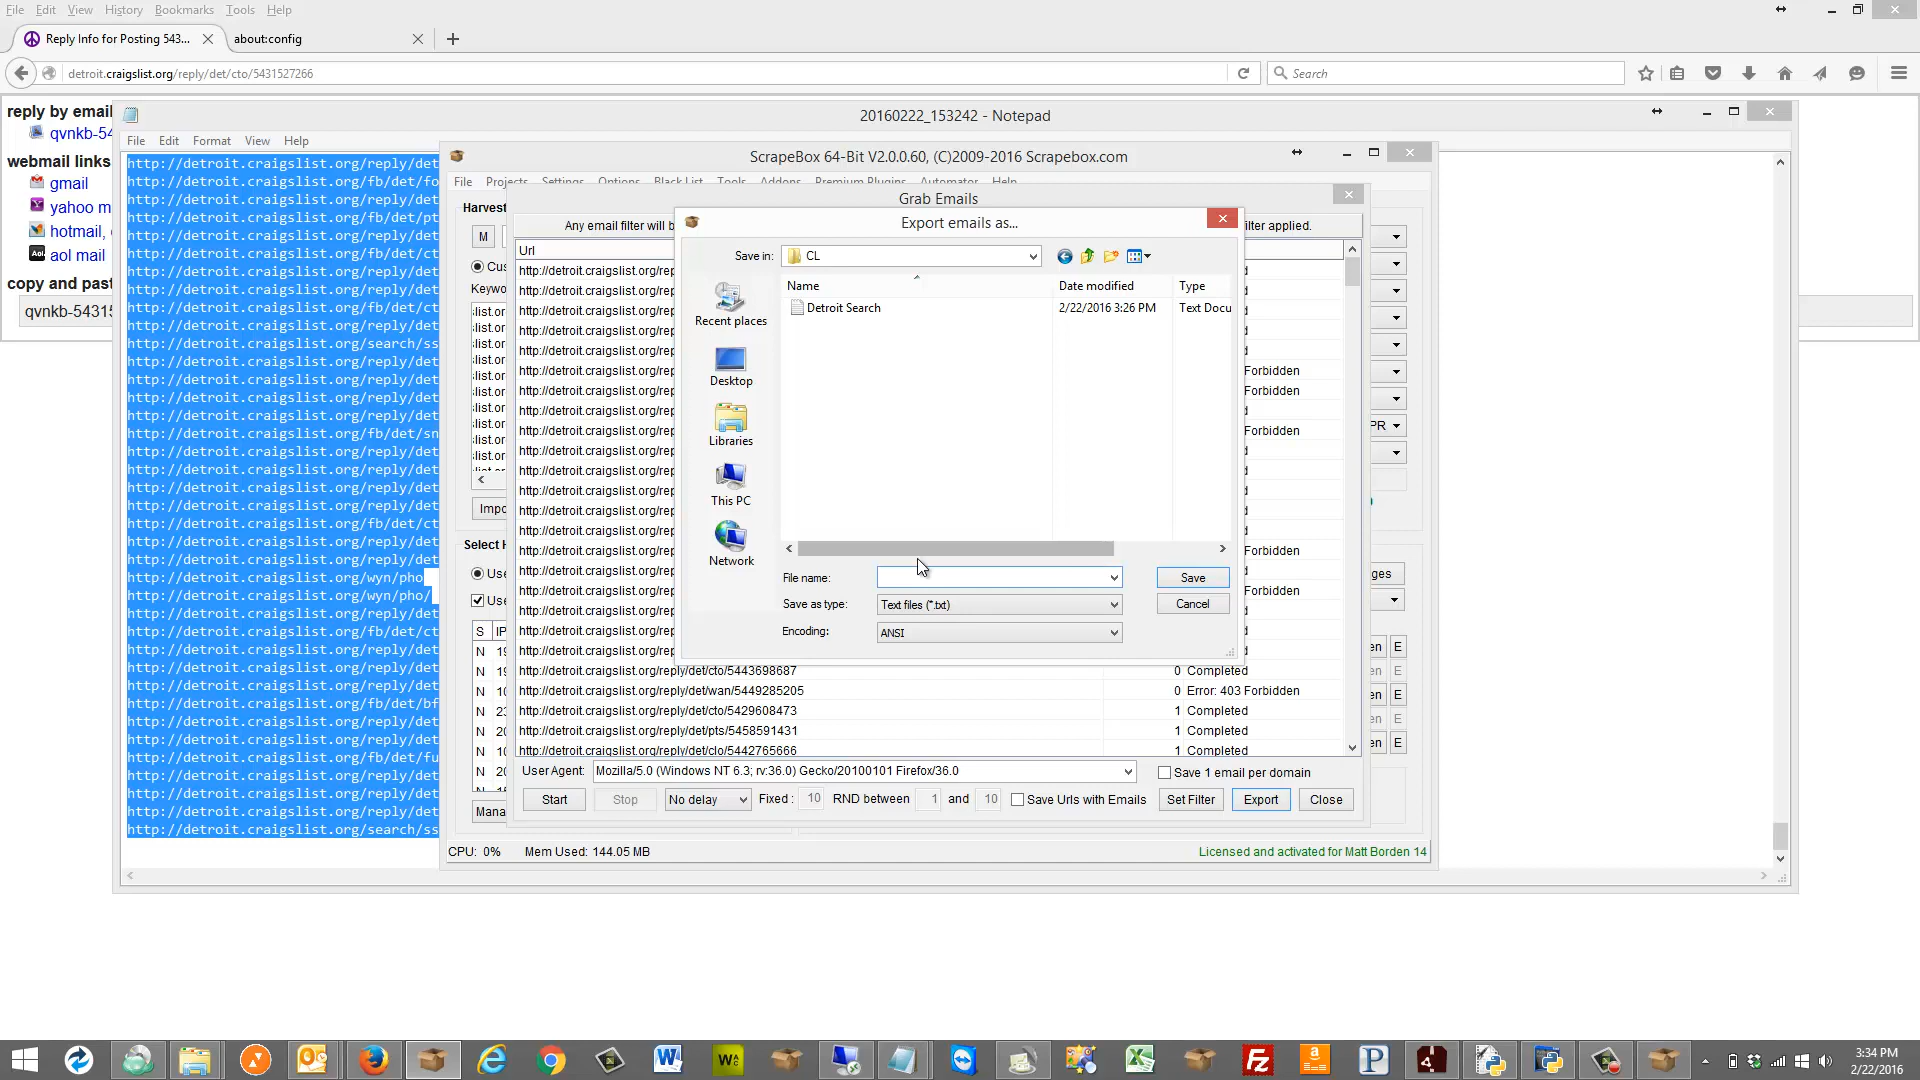 File Edit View History Bookmarks Tools Help
Reply Info for Posting 543...
about:config
detroit.craigslist.org/reply/det/cto/5431527266
Search
reply by email
qvnkb-54
webmail links
gmail
yahoo m
hotmail,
aol mail
copy and past
qvnkb-54315
20160222_153242 - Notepad
File Edit Format View Help
http://detroit.craigslist.org/reply/det
http://detroit.craigslist.org/fb/det/fo
http://detroit.craigslist.org/reply/det
http://detroit.craigslist.org/fb/det/pt
http://detroit.craigslist.org/reply/det
http://detroit.craigslist.org/fb/det/ct
http://detroit.craigslist.org/reply/det
http://detroit.craigslist.org/reply/det
http://detroit.craigslist.org/fb/det/ct
http://detroit.craigslist.org/reply/det
http://detroit.craigslist.org/search/ss
http://detroit.craigslist.org/reply/det
http://detroit.craigslist.org/reply/det
http://detroit.craigslist.org/reply/det
http://detroit.craigslist.org/reply/det
http://detroit.craigslist.org/fb/det/sn
http://detroit.craigslist.org/reply/det
http://detroit.craigslist.org/reply/det
http://detroit.craigslist.org/reply/det
http://detroit.craigslist.org/reply/det
http://detroit.craigslist.org/fb/det/ct
http://detroit.craigslist.org/reply/det
http://detroit.craigslist.org/reply/det
http://detroit.craigslist.org/wyn/pho
http://detroit.craigslist.org/wyn/pho/
http://detroit.craigslist.org/reply/det
http://detroit.craigslist.org/fb/det/ct
http://detroit.craigslist.org/reply/det
http://detroit.craigslist.org/reply/det
http://detroit.craigslist.org/reply/det
http://detroit.craigslist.org/fb/det/bf
http://detroit.craigslist.org/reply/det
http://detroit.craigslist.org/reply/det
http://detroit.craigslist.org/fb/det/fu
http://detroit.craigslist.org/reply/det
http://detroit.craigslist.org/reply/det
http://detroit.craigslist.org/reply/det
http://detroit.craigslist.org/search/ss
ScrapeBox 64-Bit V2.0.0.60, (C)2009-2016 Scrapebox.com
File Projects Settings Options Black List Tools Addons Premium Plugins Automator Help
Harves
M
Cus
Keywo
Impo
Select H
Use
Use
S IP
Mana
PR
ges
en E
Grab Emails
Any email filter will b
ilter applied.
Url
http://detroit.craigslist.org/rep
Forbidden
Forbidden
Forbidden
Forbidden
Forbidden
http://detroit.craigslist.org/reply/det/cto/5443698687 0 Completed
http://detroit.craigslist.org/reply/det/wan/5449285205 0 Error: 403 Forbidden
http://detroit.craigslist.org/reply/det/cto/5429608473 1 Completed
http://detroit.craigslist.org/reply/det/pts/5458591431 1 Completed
http://detroit.craigslist.org/reply/det/clo/5442765666 1 Completed
User Agent: Mozilla/5.0 (Windows NT 6.3; rv:36.0) Gecko/20100101 Firefox/36.0
Save 1 email per domain
Start Stop No delay Fixed : 10 RND between 1 and 10 Save Urls with Emails Set Filter Export Close
CPU: 0% Mem Used: 144.05 MB
Licensed and activated for Matt Borden 14
Export emails as...
Save in: CL
Name Date modified Type
Detroit Search 2/22/2016 3:26 PM Text Docu
Recent places
Desktop
Libraries
This PC
Network
File name:
Save
Save as type: Text files (*.txt)
Cancel
Encoding: ANSI
3:34 PM
2/22/2016